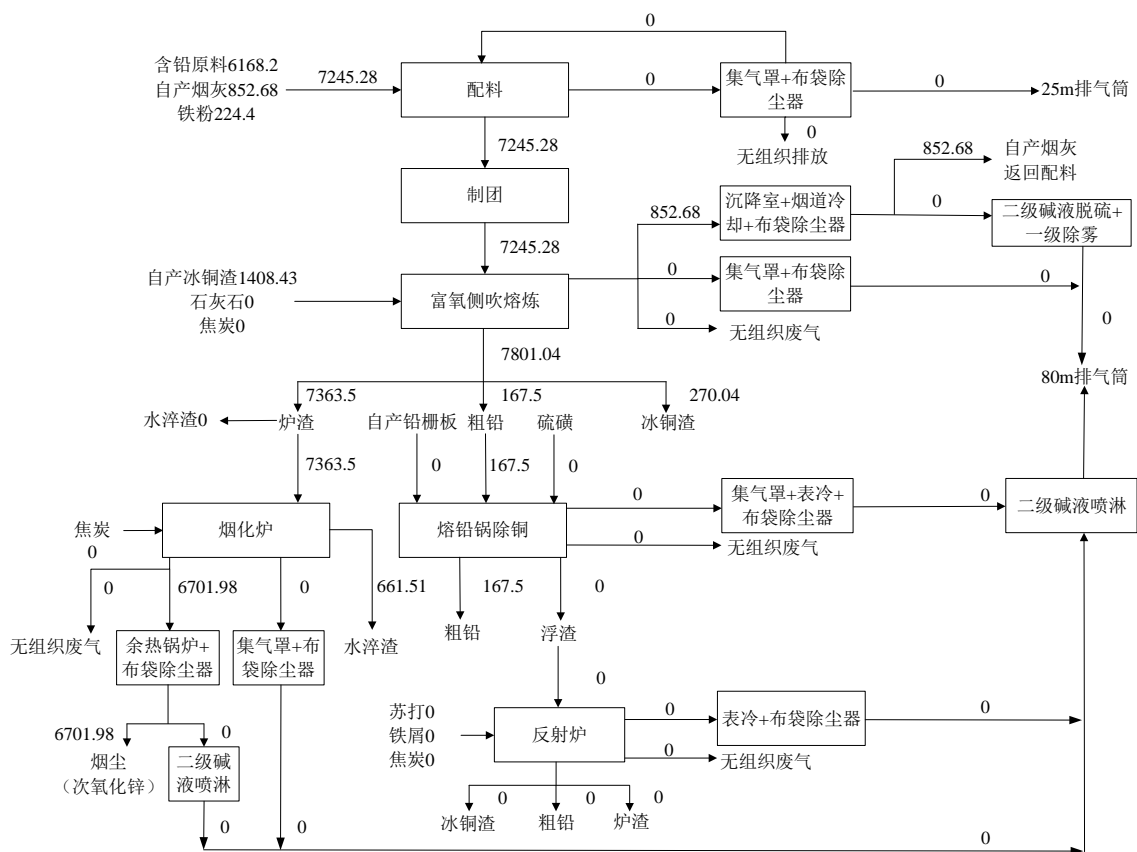 0
含铅原料6168.2
自产烟灰852.68
铁粉224.4
7245.28
配料
0
集气罩+布袋除
尘器
0
25m排气筒
0
无组织排放
7245.28
制团
852.68
沉降室+烟道冷
却+布袋除尘器
852.68
自产烟灰
返回配料
0
二级碱液脱硫+
一级除雾
7245.28
自产冰铜渣1408.43
石灰石0
焦炭0
富氧侧吹熔炼
0
集气罩+布袋除
尘器
0
0
无组织废气
0
80m排气筒
7801.04
7363.5
167.5
270.04
水淬渣0
炉渣
自产铅栅板
粗铅
硫磺
冰铜渣
7363.5
0
167.5
0
焦炭
0
烟化炉
熔铅锅除铜
0
集气罩+表冷+
布袋除尘器
0
二级碱液喷淋
0
无组织废气
0
6701.98
0
661.51
167.5
0
无组织废气
余热锅炉+
布袋除尘器
集气罩+布
袋除尘器
水淬渣
粗铅
浮渣
0
6701.98
0
烟尘
（次氧化锌）
二级碱
液喷淋
苏打0
铁屑0
焦炭0
反射炉
0
表冷+布袋除尘器
0
0
无组织废气
0
0
0
冰铜渣
粗铅
炉渣
0
0
0